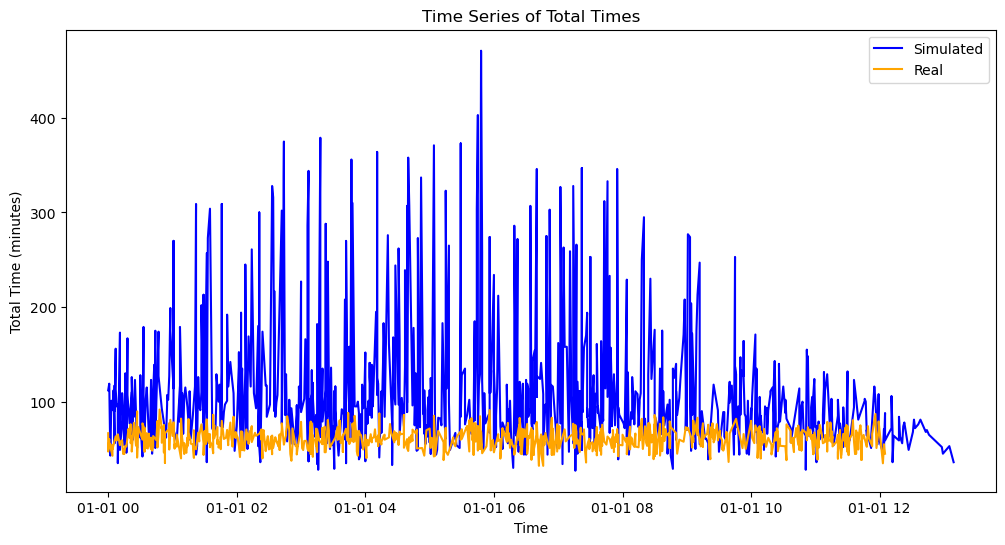 Time Series of Total Times
Simulated
Real
Total Time (minutes)
400
300
200
100
01-01 00
01-01 02
01-01 04
01-01 06
01-01 08
01-01 10
01-01 12
Time